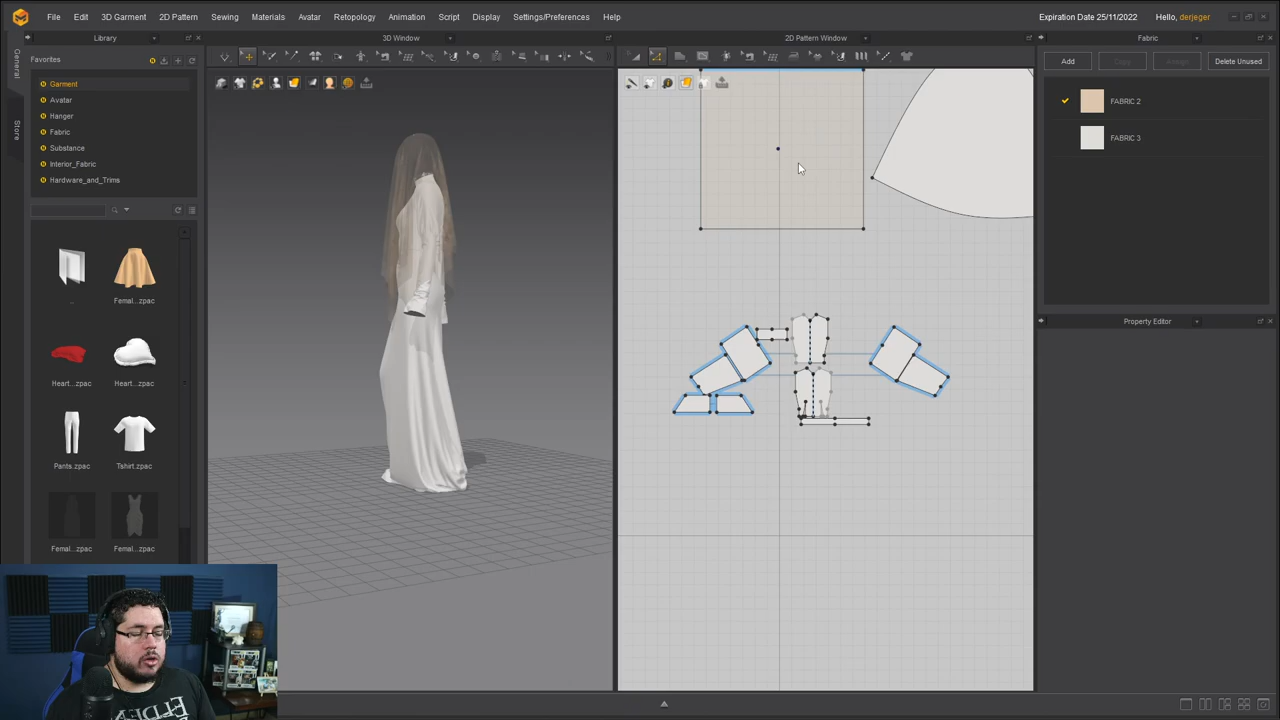 File Edit 3D Garment 2D Pattern Sewing Materials Avatar Retopology Animation Script Display Settings/Preferences Help Expiration Date 25/11/2022 Hello, derjeger
General
Store
Library
Favorites
Garment
Avatar
Hanger
Fabric
Substance
Interior_Fabric
Hardware_and_Trims
..
Femal...zpac
Heart...zpac
Heart...zpac
Pants.zpac
Tshirt.zpac
Femal...zpac
Femal...zpac
3D Window
2D Pattern Window
Fabric
Add Copy Assign Delete Unused
FABRIC 2
FABRIC 3
Property Editor